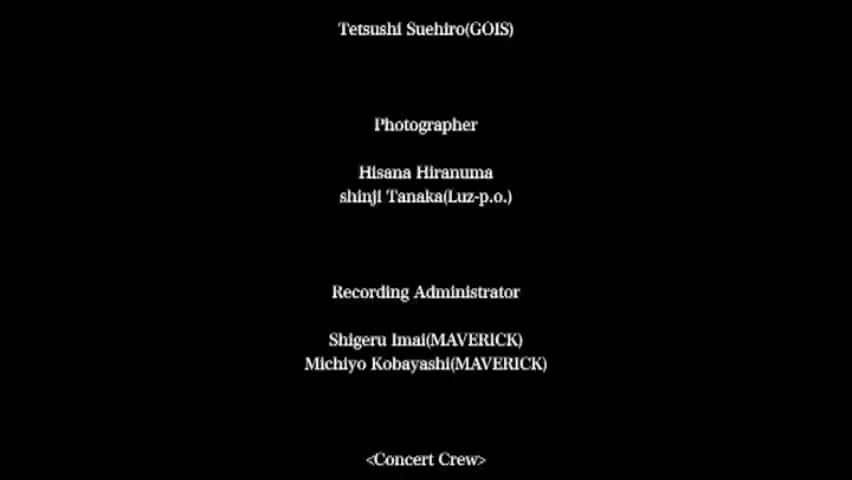 Tetsushi Suehiro(GOIS)
Photographer
Hisana Hiranuma
shinji Tanaka(Luz-p.o.)
Recording Administrator
Shigeru Imai(MAVERICK)
Michiyo Kobayashi(MAVERICK)
<Concert Crew>